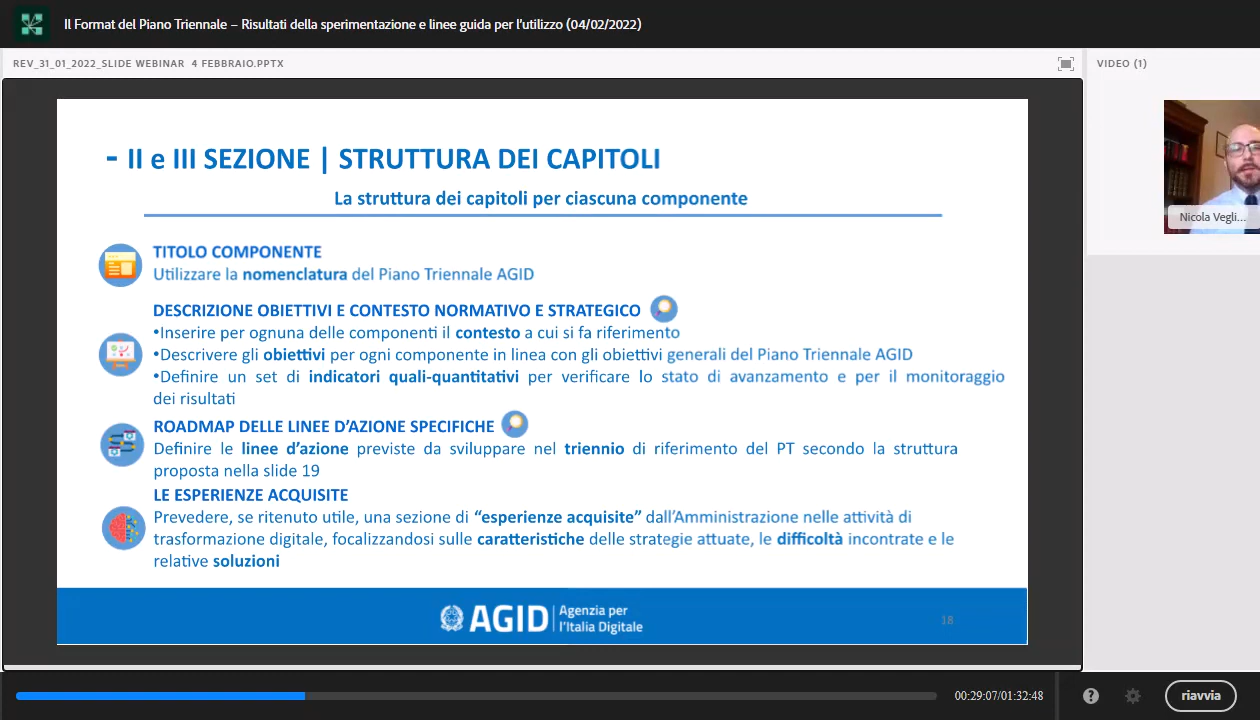 Il Format del Piano Triennale – Risultati della sperimentazione e linee guida per l'utilizzo (04/02/2022)
REV_31_01_2022_SLIDE WEBINAR 4 FEBBRAIO.PPTX
VIDEO (1)
- II e III SEZIONE | STRUTTURA DEI CAPITOLI
La struttura dei capitoli per ciascuna componente
TITOLO COMPONENTE
Utilizzare la nomenclatura del Piano Triennale AGID
DESCRIZIONE OBIETTIVI E CONTESTO NORMATIVO E STRATEGICO
•Inserire per ognuna delle componenti il contesto a cui si fa riferimento
•Descrivere gli obiettivi per ogni componente in linea con gli obiettivi generali del Piano Triennale AGID
•Definire un set di indicatori quali-quantitativi per verificare lo stato di avanzamento e per il monitoraggio
dei risultati
ROADMAP DELLE LINEE D'AZIONE SPECIFICHE
Definire le linee d'azione previste da sviluppare nel triennio di riferimento del PT secondo la struttura
proposta nella slide 19
LE ESPERIENZE ACQUISITE
Prevedere, se ritenuto utile, una sezione di “esperienze acquisite” dall'Amministrazione nelle attività di
trasformazione digitale, focalizzandosi sulle caratteristiche delle strategie attuate, le difficoltà incontrate e le
relative soluzioni
AGID
Agenzia per
l'Italia Digitale
18
Nicola Vegli...
00:29:07/01:32:48
?
riavvia